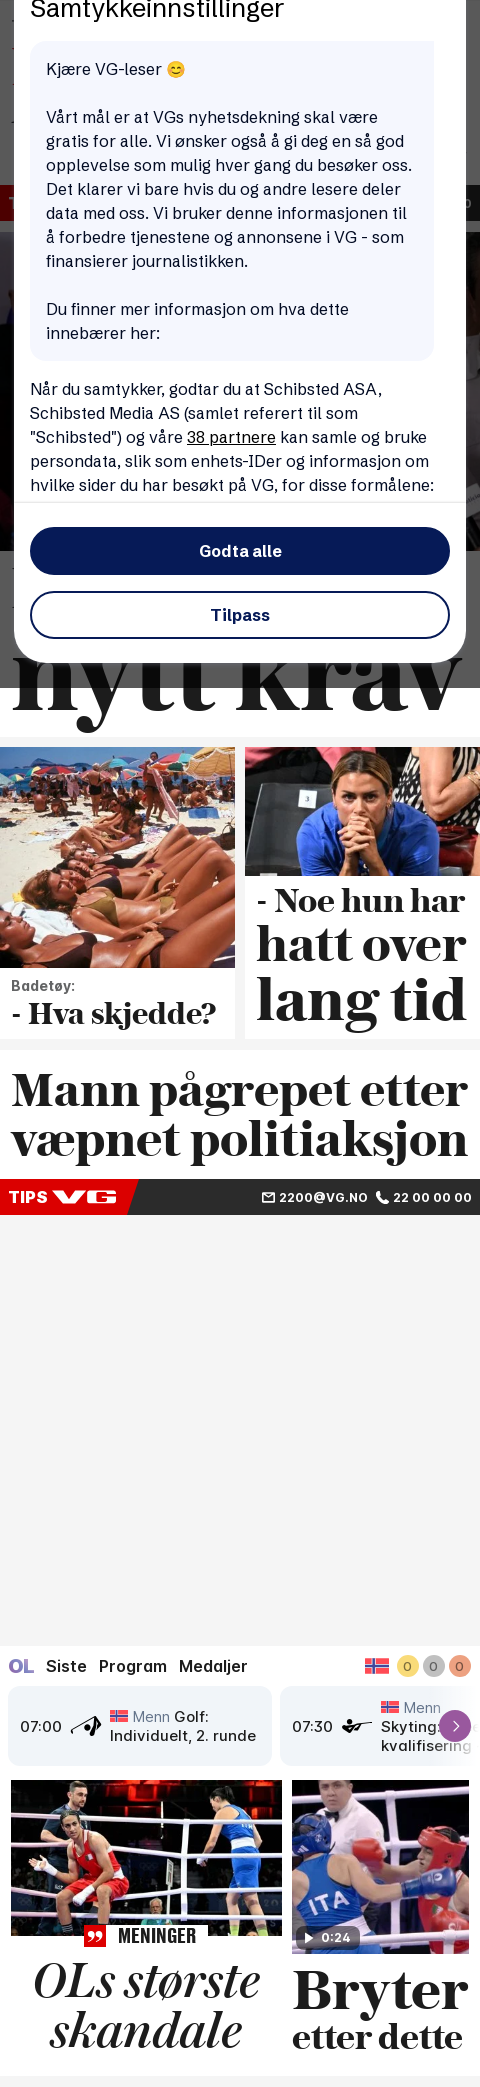 Samtykkeinnstillinger
Kjære VG-leser 😊
Vårt mål er at VGs nyhetsdekning skal være
gratis for alle. Vi ønsker også å gi deg en så god
opplevelse som mulig hver gang du besøker oss.
Det klarer vi bare hvis du og andre lesere deler
data med oss. Vi bruker denne informasjonen til
å forbedre tjenestene og annonsene i VG - som
finansierer journalistikken.
Du finner mer informasjon om hva dette
innebærer her:
Når du samtykker, godtar du at Schibsted ASA,
Schibsted Media AS (samlet referert til som
"Schibsted") og våre 38 partnere kan samle og bruke
persondata, slik som enhets-IDer og informasjon om
hvilke sider du har besøkt på VG, for disse formålene:
Godta alle
Tilpass
nytt krav
Badetøy:
- Hva skjedde?
- Noe hun har
hatt over
lang tid
Mann pågrepet etter
væpnet politiaksjon
TIPS VG 2200@VG.NO 22 00 00 00
OL Siste Program Medaljer 0 0 0
07:00 Menn Golf:
Individuelt, 2. runde
07:30 Menn
Skyting:
kvalifisering
ITA
0:24
MENINGER
OLs største
skandale
Bryter
etter dette